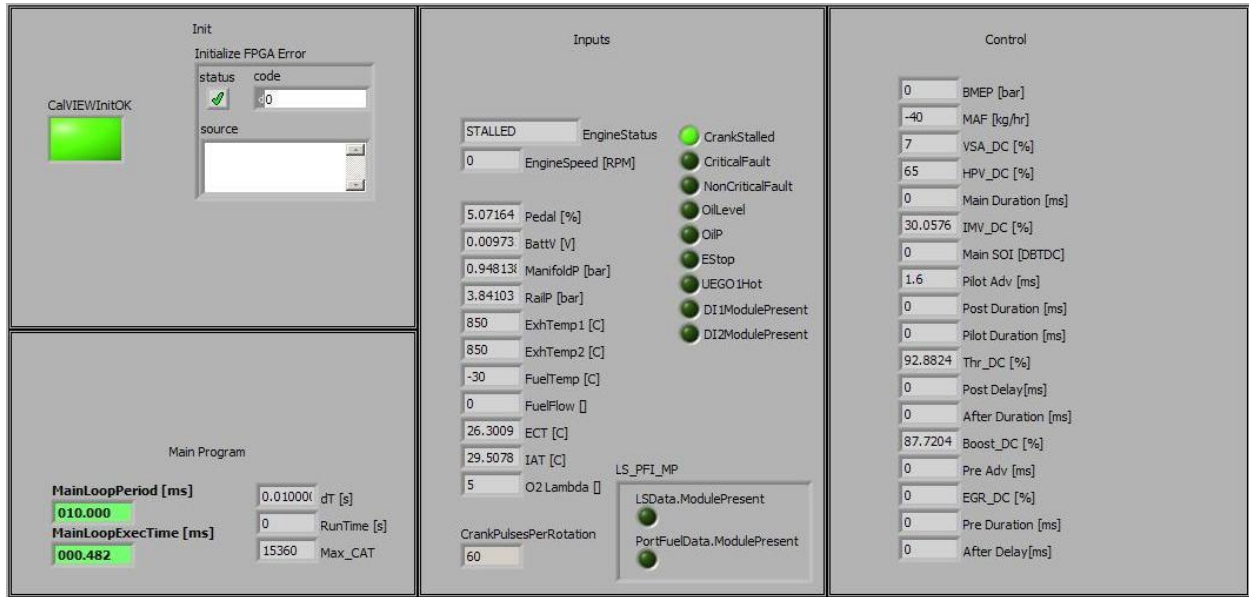 Init
Initialize FPGA Error
status code
d 0
CalVIEWInitOK
source
Main Program
MainLoopPeriod [ms]
010.000
MainLoopExecTime [ms]
000.482
0.01000 dT [s]
0 RunTime [s]
15360 Max_CAT
Inputs
STALLED EngineStatus
0 EngineSpeed [RPM]
CrankStalled
CriticalFault
NonCriticalFault
OilLevel
OilP
EStop
UEGO1Hot
DI1ModulePresent
DI2ModulePresent
5.07164 Pedal [%]
0.00973 BattV [V]
0.948138 ManifoldP [bar]
3.84103 RailP [bar]
850 ExhTemp1 [C]
850 ExhTemp2 [C]
-30 FuelTemp [C]
0 FuelFlow []
26.3009 ECT [C]
29.5078 IAT [C]
5 O2 Lambda []
CrankPulsesPerRotation
60
LS_PFI_MP
LSData.ModulePresent
PortFuelData.ModulePresent
Control
0 BMEP [bar]
-40 MAF [kg/hr]
7 VSA_DC [%]
65 HPV_DC [%]
0 Main Duration [ms]
30.0576 IMV_DC [%]
0 Main SOI [DBTDC]
1.6 Pilot Adv [ms]
0 Post Duration [ms]
0 Pilot Duration [ms]
92.8824 Thr_DC [%]
0 Post Delay[ms]
0 After Duration [ms]
87.7204 Boost_DC [%]
0 Pre Adv [ms]
0 EGR_DC [%]
0 Pre Duration [ms]
0 After Delay[ms]